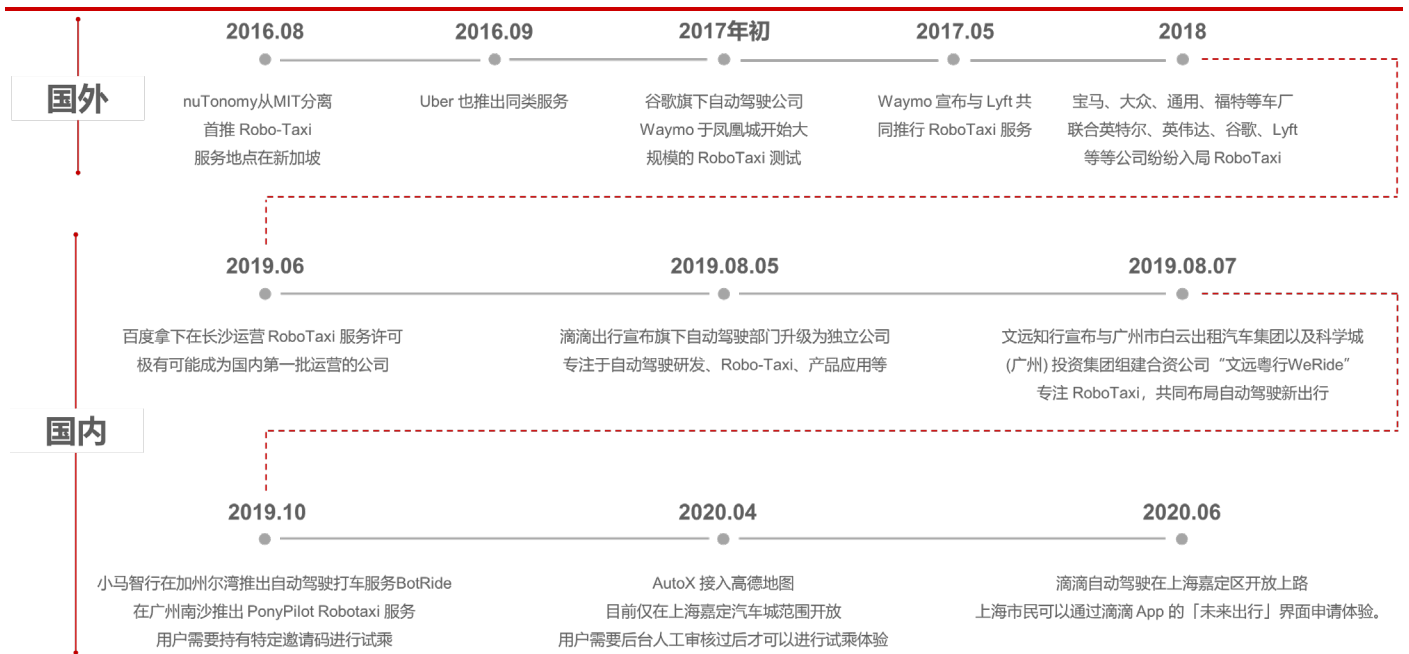 国外
2016.08
nuTonomy从MIT分离
首推 Robo-Taxi
服务地点在新加坡
2016.09
Uber 也推出同类服务
2017年初
谷歌旗下自动驾驶公司
Waymo 于凤凰城开始大
规模的 RoboTaxi 测试
2017.05
Waymo 宣布与 Lyft 共
同推行 RoboTaxi 服务
2018
宝马、大众、通用、福特等车厂
联合英特尔、英伟达、谷歌、Lyft
等等公司纷纷入局 RoboTaxi
国内
2019.06
百度拿下在长沙运营 RoboTaxi 服务许可
极有可能成为国内第一批运营的公司
2019.08.05
滴滴出行宣布旗下自动驾驶部门升级为独立公司
专注于自动驾驶研发、Robo-Taxi、产品应用等
2019.08.07
文远知行宣布与广州市白云出租汽车集团以及科学城
(广州) 投资集团组建合资公司“文远粤行WeRide”
专注 RoboTaxi，共同布局自动驾驶新出行
2019.10
小马智行在加州尔湾推出自动驾驶打车服务BotRide
在广州南沙推出 PonyPilot Robotaxi 服务
用户需要持有特定邀请码进行试乘
2020.04
AutoX 接入高德地图
目前仅在上海嘉定汽车城范围开放
用户需要后台人工审核过后才可以进行试乘体验
2020.06
滴滴自动驾驶在上海嘉定区开放上路
上海市民可以通过滴滴 App 的「未来出行」界面申请体验。